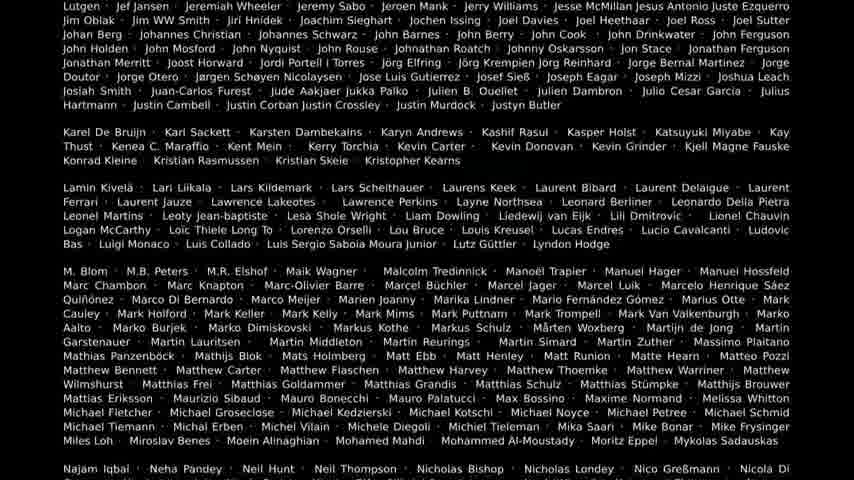 Lutgen · Jef Jansen · Jeremiah Wheeler · Jeremy Sabo · Jeroen Mank · Jerry Williams · Jesse McMillan Jesus Antonio Juste Ezquerro
Jim Oblak · Jim WW Smith · Jiří Hnídek · Joachim Sieghart · Jochen Issing · Joel Davies · Joel Heethaar · Joel Ross · Joel Sutter
Johan Berg · Johannes Christian · Johannes Schwarz · John Barnes · John Berry · John Cook · John Drinkwater · John Ferguson
John Holden · John Mosford · John Nyquist · John Rouse · Johnathan Roatch · Johnny Oskarsson · Jon Stace · Jonathan Ferguson
Jonathan Merritt · Joost Horward · Jordi Portell i Torres · Jörg Elfring · Jörg Krempien Jörg Reinhard · Jorge Bernal Martinez · Jorge
Doutor · Jorge Otero · Jørgen Schøyen Nicolaysen · Jose Luis Gutierrez · Josef Sieß · Joseph Eagar · Joseph Mizzi · Joshua Leach
Josiah Smith · Juan-Carlos Furest · Jude Aakjaer Jukka Palko · Julien B. Ouellet · Julien Dambron · Julio Cesar Garcia · Julius
Hartmann · Justin Cambell · Justin Corban Justin Crossley · Justin Murdock · Justyn Butler
Karel De Bruijn · Karl Sackett · Karsten Dambekalns · Karyn Andrews · Kashif Rasul · Kasper Holst · Katsuyuki Miyabe · Kay
Thust · Kenea C. Maraffio · Kent Mein · Kerry Torchia · Kevin Carter · Kevin Donovan · Kevin Grinder · Kjell Magne Fauske
Konrad Kleine · Kristian Rasmussen · Kristian Skeie · Kristopher Kearns
Lamin Kivelä · Lari Liikala · Lars Kildemark · Lars Scheithauer · Laurens Keek · Laurent Bibard · Laurent Delaigue · Laurent
Ferrari · Laurent Jauze · Lawrence Lakeotes · Lawrence Perkins · Layne Northsea · Leonard Berliner · Leonardo Della Pietra
Leonel Martins · Leoty Jean-baptiste · Lesa Shole Wright · Liam Dowling · Liedewij van Eijk · Lili Dmitrovic · Lionel Chauvin
Logan McCarthy · Loïc Thiele Long To · Lorenzo Orselli · Lou Bruce · Louis Kreusel · Lucas Endres · Lucio Cavalcanti · Ludovic
Bas · Luigi Monaco · Luis Collado · Luis Sergio Saboia Moura Junior · Lutz Güttler · Lyndon Hodge
M. Blom · M.B. Peters · M.R. Elshof · Maik Wagner · Malcolm Tredinnick · Manoël Trapier · Manuel Hager · Manuel Hossfeld
Marc Chambon · Marc Knapton · Marc-Olivier Barre · Marcel Büchler · Marcel Jager · Marcel Luik · Marcelo Henrique Sáez
Quiñónez · Marco Di Bernardo · Marco Meijer · Marien Joanny · Marika Lindner · Mario Fernández Gómez · Marius Otte · Mark
Cauley · Mark Holford · Mark Keller · Mark Kelly · Mark Mims · Mark Puttnam · Mark Trompell · Mark Van Valkenburgh · Marko
Aalto · Marko Burjek · Marko Dimiskovski · Markus Kothe · Markus Schulz · Mårten Woxberg · Martijn de Jong · Martin
Garstenauer · Martin Lauritsen · Martin Middleton · Martin Reurings · Martin Simard · Martin Zuther · Massimo Plaitano
Mathias Panzenböck · Mathijs Blok · Mats Holmberg · Matt Ebb · Matt Henley · Matt Runion · Matte Hearn · Matteo Pozzi
Matthew Bennett · Matthew Carter · Matthew Flaschen · Matthew Harvey · Matthew Thoemke · Matthew Warriner · Matthew
Wilmshurst · Matthias Frei · Matthias Goldammer · Matthias Grandis · Matthias Schulz · Matthias Stümpke · Matthijs Brouwer
Mattias Eriksson · Maurizio Sibaud · Mauro Bonecchi · Mauro Palatucci · Max Bossino · Maxime Normand · Melissa Whitton
Michael Fletcher · Michael Groseclose · Michael Kedzierski · Michael Kotschi · Michael Noyce · Michael Petree · Michael Schmid
Michael Tiemann · Michal Erben · Michel Vilain · Michele Diegoli · Michiel Tieleman · Mika Saari · Mike Bonar · Mike Frysinger
Miles Loh · Miroslav Benes · Moein Alinaghian · Mohamed Mahdi · Mohammed Al-Moustady · Moritz Eppel · Mykolas Sadauskas
Najam Iqbal · Neha Pandey · Neil Hunt · Neil Thompson · Nicholas Bishop · Nicholas Londey · Nico Greßmann · Nicola Di